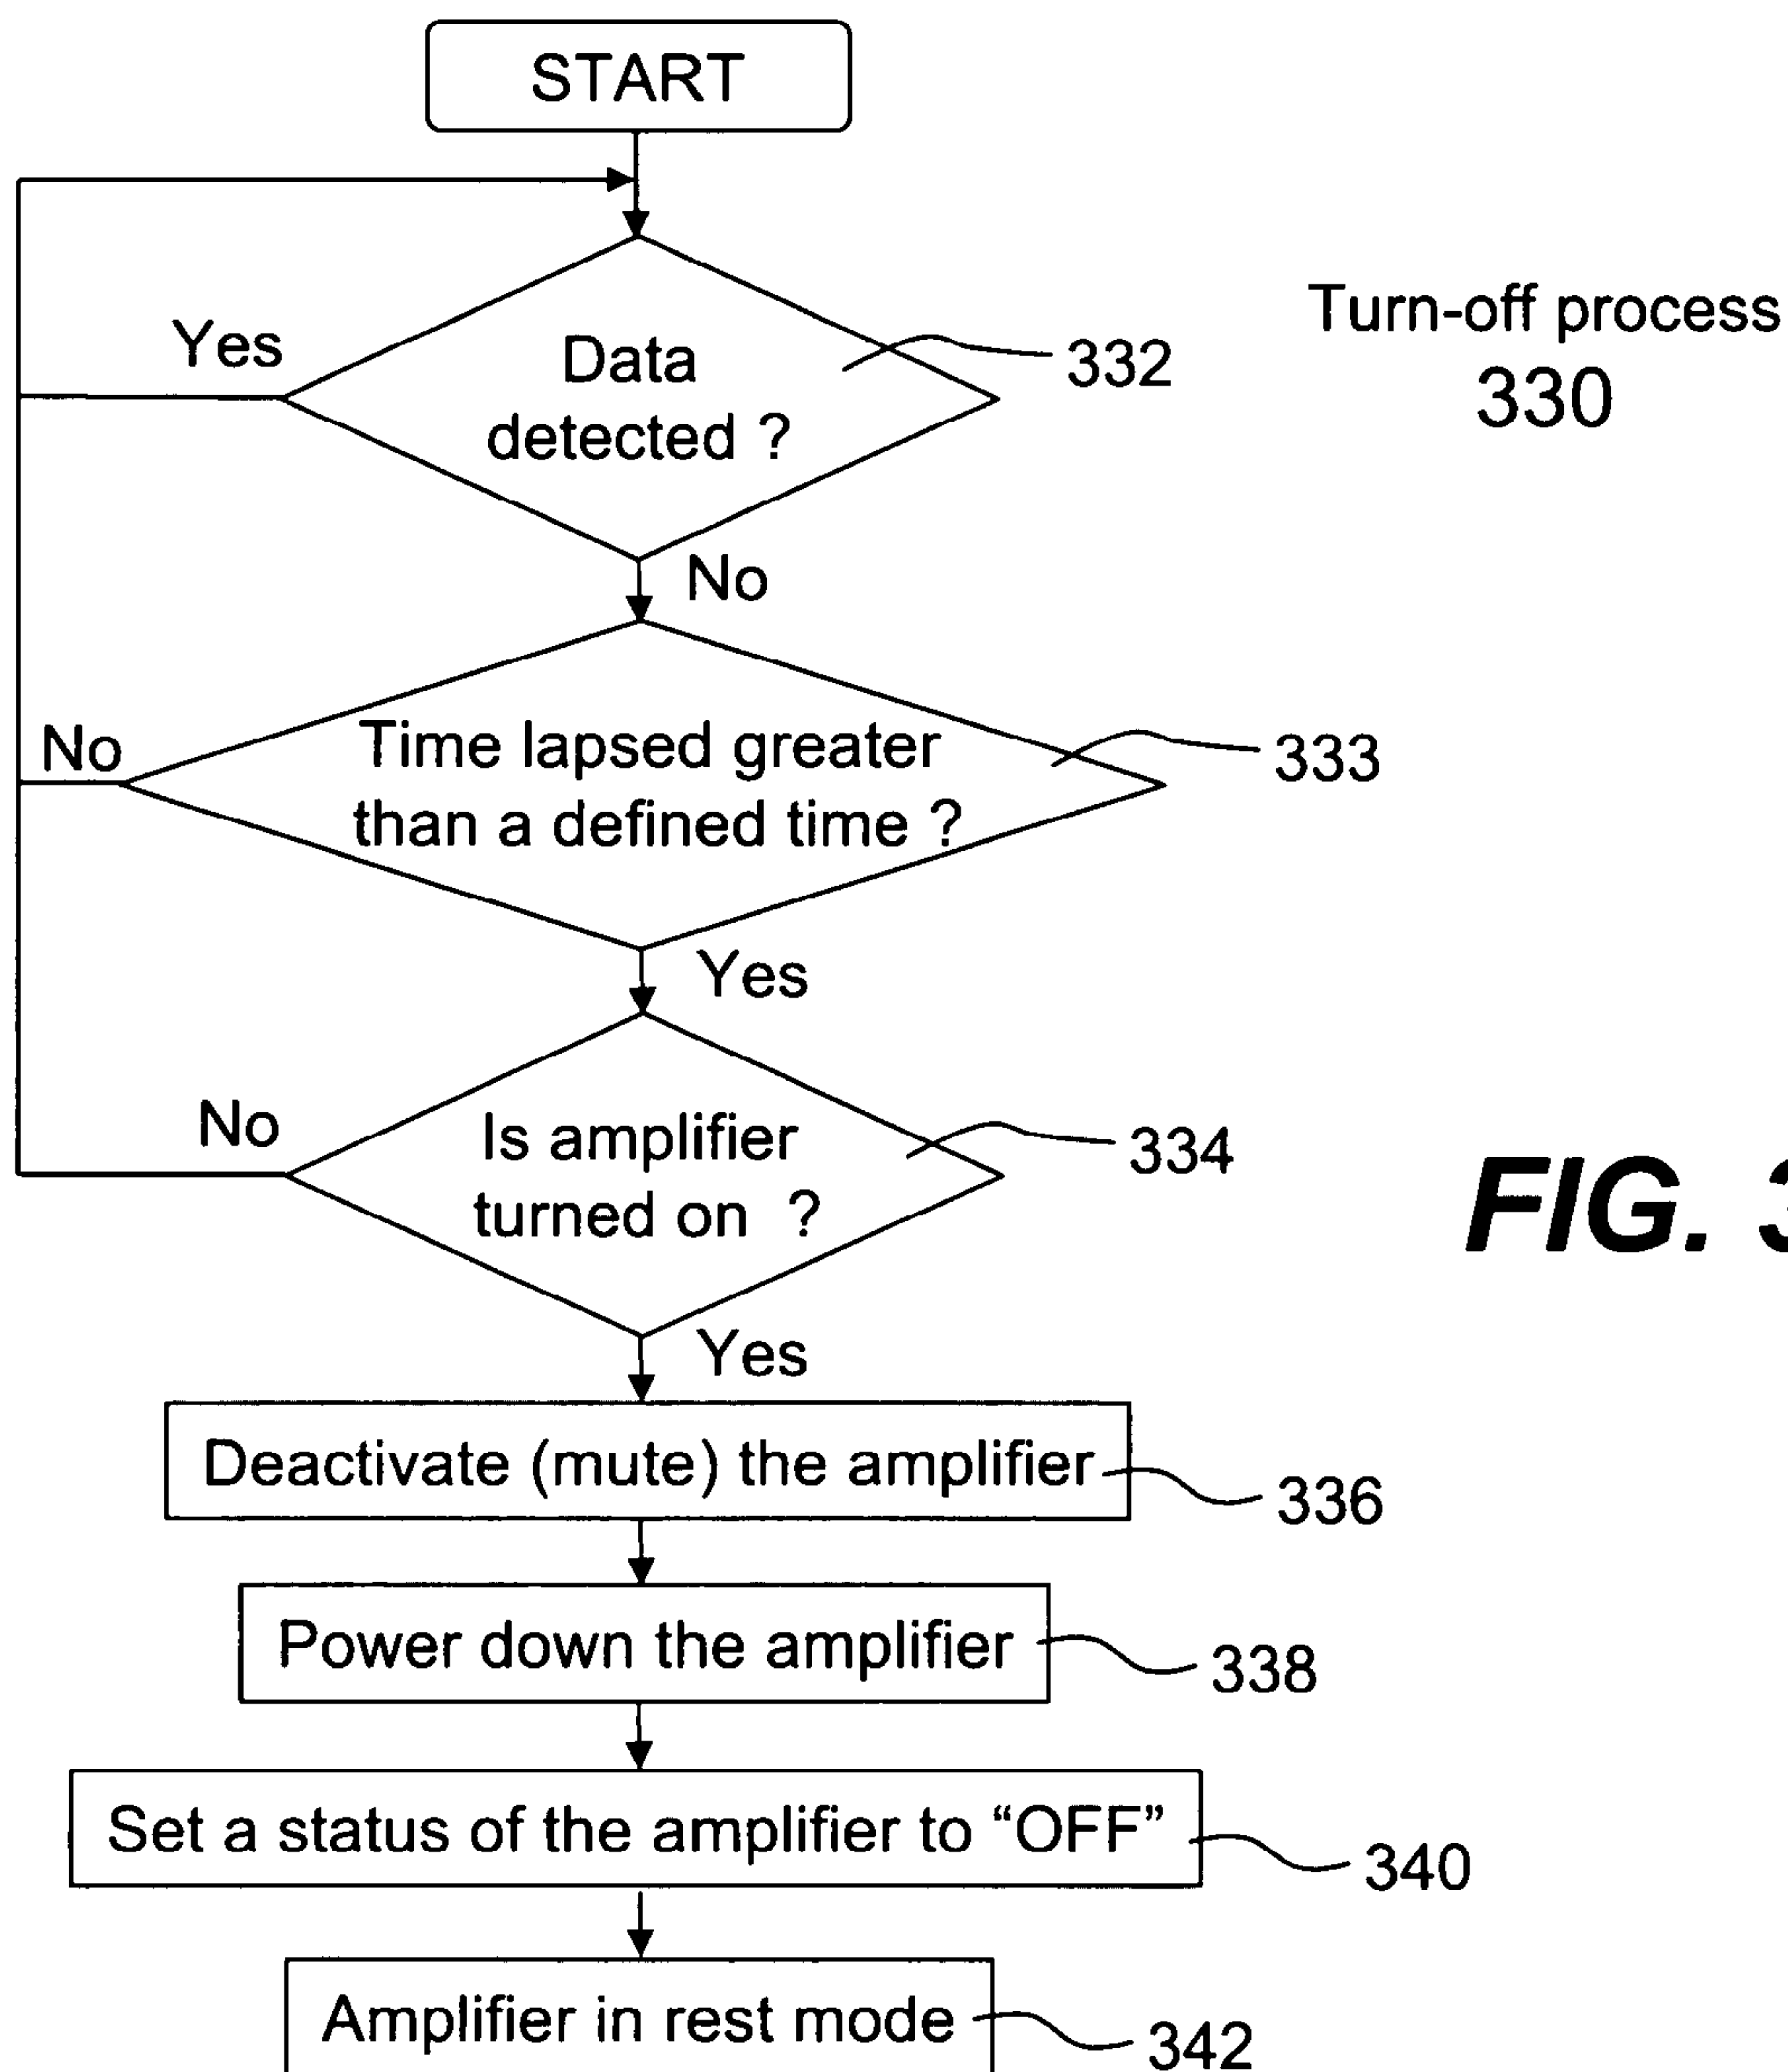 START
Turn-off process
330
Yes
Data
detected ?
332
No
No
Time lapsed greater
than a defined time ?
333
Yes
No
Is amplifier
turned on ?
334
FIG. 3
Yes
Deactivate (mute) the amplifier
336
Power down the amplifier
338
Set a status of the amplifier to “OFF”
340
Amplifier in rest mode
342